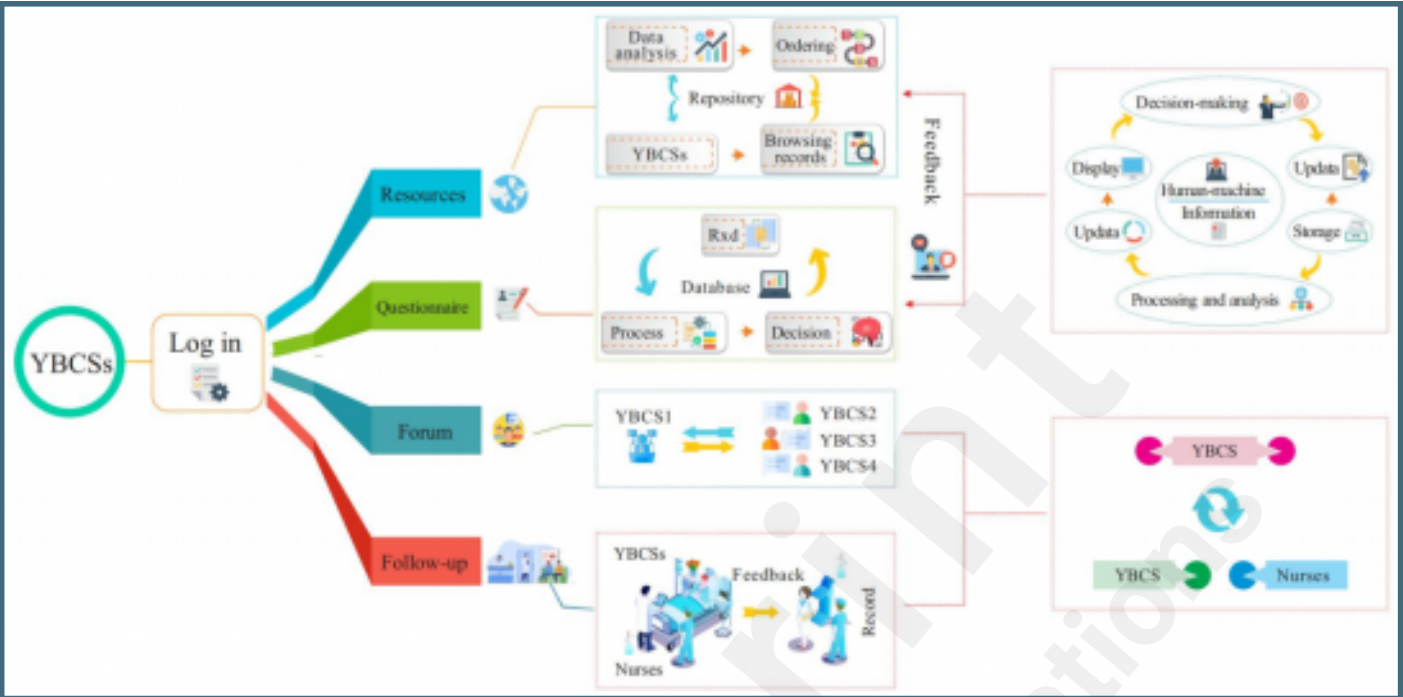 YBCSs
Log in
Resources
Questionnaire
Forum
Follow-up
Data
analysis
Ordering
Repository
YBCSs
Browsing
records
Rxd
Database
Process
Decision
YBCS1
YBCS2
YBCS3
YBCS4
YBCSs
Feedback
Record
Nurses
Feedback
Decision-making
Display
Updata
Human-machine
Information
Updata
Storage
Processing and analysis
YBCS
YBCS
Nurses
rint
tions